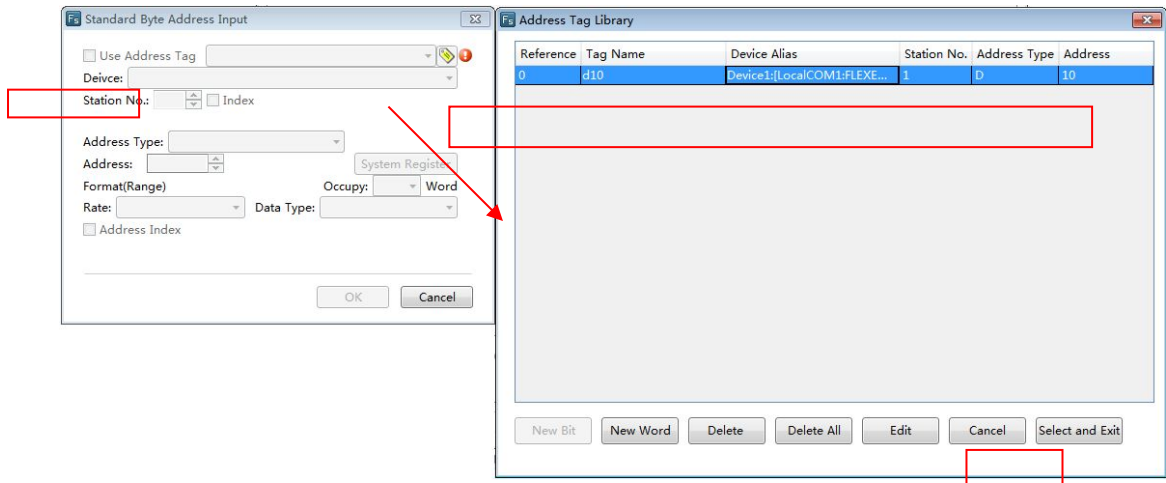 Standard Byte Address Input
Use Address Tag
Deivce:
Station No.: Index
Address Type:
Address: System Register
Format(Range) Occupy: Word
Rate: Data Type:
Address Index
OK Cancel
Address Tag Library
Reference Tag Name Device Alias Station No. Address Type Address
0 d10 Device1:[LocalCOM1:FLEXE... 1 D 10
New Bit New Word Delete Delete All Edit Cancel Select and Exit